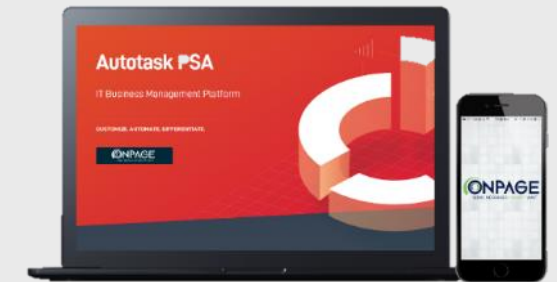 Autotask PSA
IT Business Management Platform
CUSTOMIZE. AUTOMATE. DIFFERENTIATE.
ONPAGE
ONPAGE